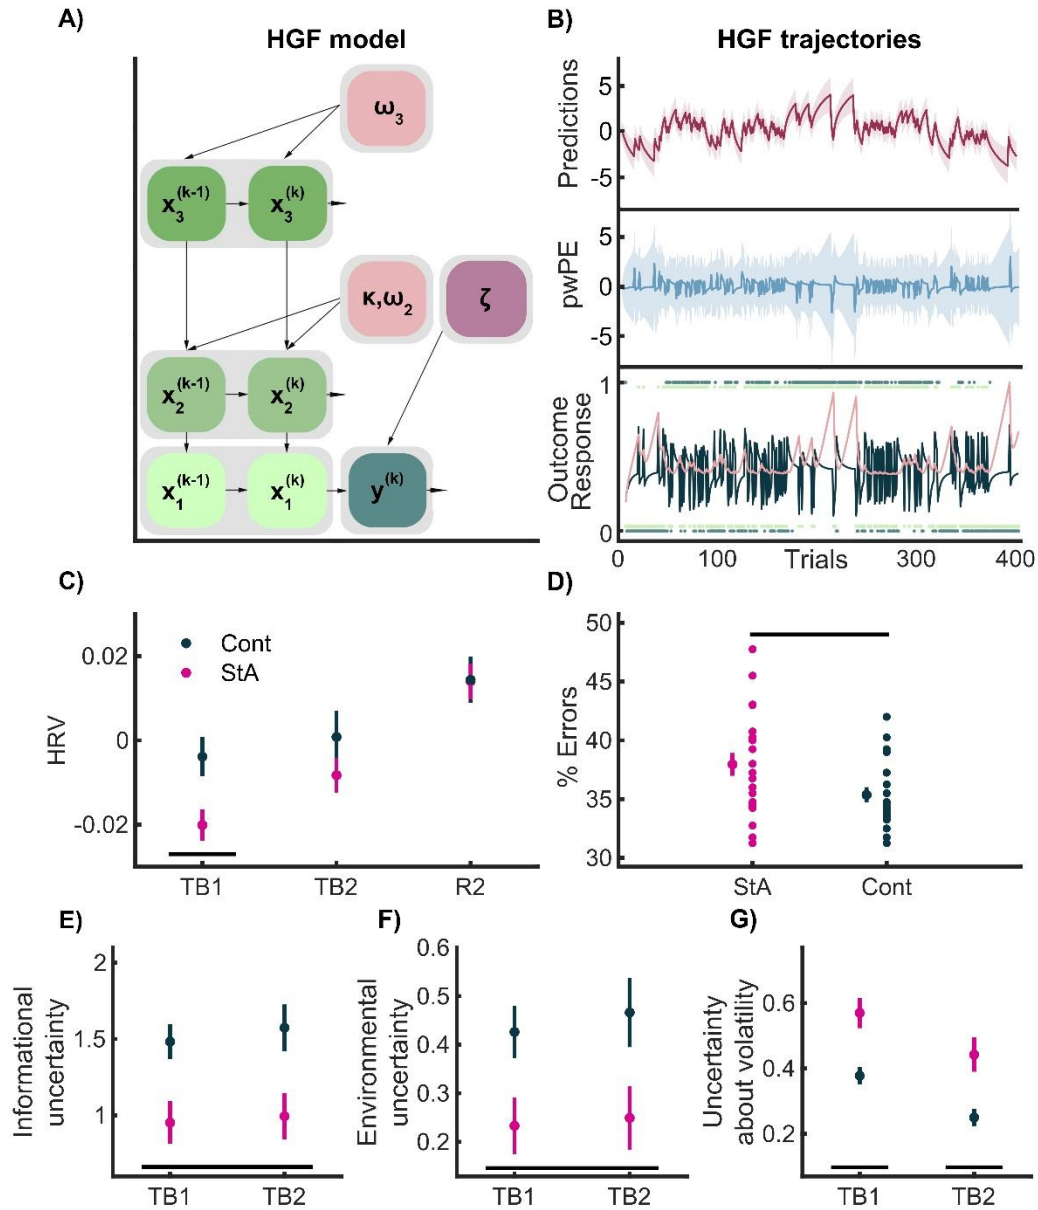 A)
HGF model
ω3
x3(k-1)
x3(k)
κ,ω2
ζ
x2(k-1)
x2(k)
x1(k-1)
x1(k)
y(k)
B)
HGF trajectories
Predictions
5
0
-5
pwPE
5
0
-5
Outcome
Response
1
0
0
100
Trials
300
400
C)
HRV
0.02
0
-0.02
Cont
StA
TB1
TB2
R2
D)
% Errors
50
45
40
35
30
StA
Cont
E)
Informational
uncertainty
2
1.5
1
TB1
TB2
F)
Environmental
uncertainty
0.6
0.5
0.4
0.3
0.2
TB1
TB2
G)
Uncertainty
about volatility
0.6
0.4
0.2
TB1
TB2